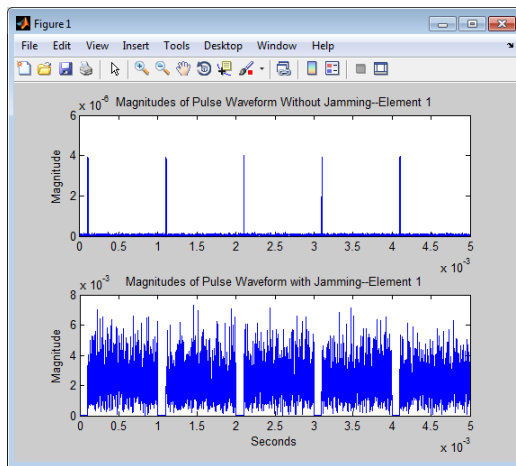 Figure 1
File Edit View Insert Tools Desktop Window Help
x 10⁻⁶ Magnitudes of Pulse Waveform Without Jamming--Element 1
6
4
2
0
Magnitude
0 0.5 1 1.5 2 2.5 3 3.5 4 4.5 5
x 10⁻³
x 10⁻³ Magnitudes of Pulse Waveform with Jamming--Element 1
8
6
4
2
0
Magnitude
0 0.5 1 1.5 2 2.5 3 3.5 4 4.5 5
Seconds
x 10⁻³